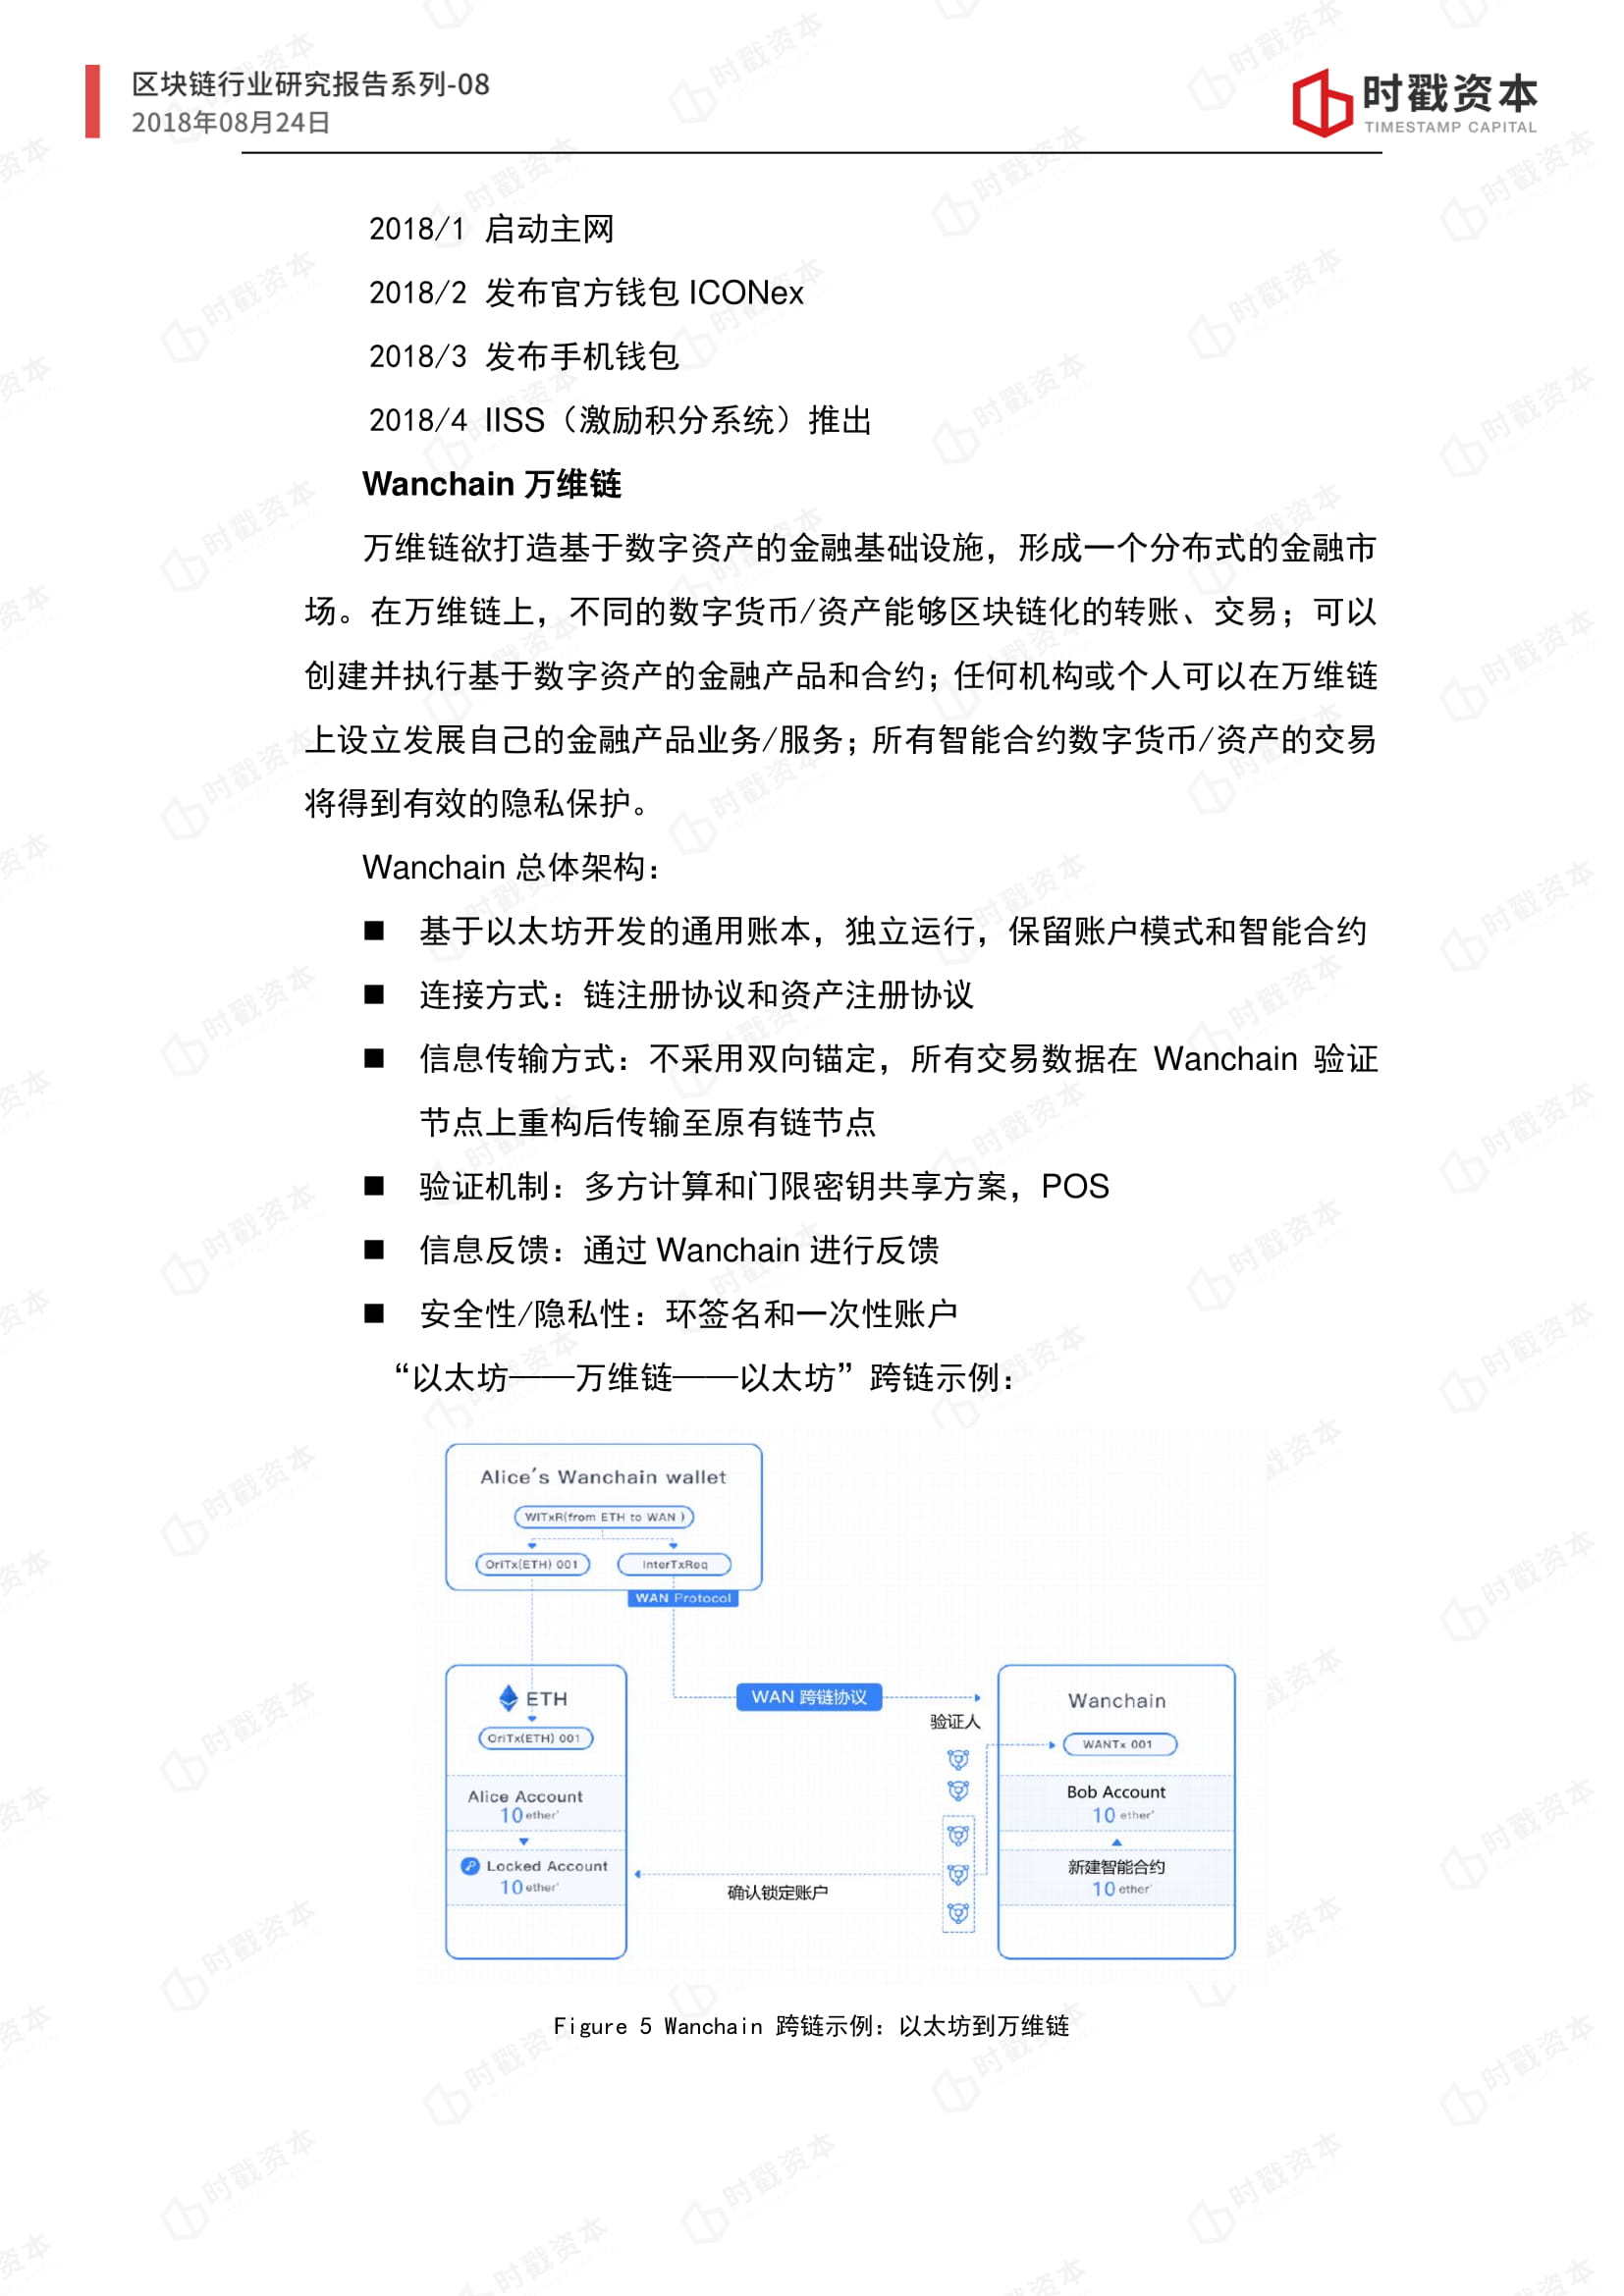 区块链行业研究报告系列-08
2018年08月24日
时戳资本
TIMESTAMP CAPITAL
2018/1 启动主网
2018/2 发布官方钱包 ICONex
2018/3 发布手机钱包
2018/4 IISS（激励积分系统）推出
Wanchain 万维链
万维链欲打造基于数字资产的金融基础设施，形成一个分布式的金融市
场。在万维链上，不同的数字货币/资产能够区块链化的转账、交易；可以
创建并执行基于数字资产的金融产品和合约；任何机构或个人可以在万维链
上设立发展自己的金融产品业务/服务；所有智能合约数字货币/资产的交易
将得到有效的隐私保护。
Wanchain 总体架构：
■ 基于以太坊开发的通用账本，独立运行，保留账户模式和智能合约
■ 连接方式：链注册协议和资产注册协议
■ 信息传输方式：不采用双向锚定，所有交易数据在 Wanchain 验证
节点上重构后传输至原有链节点
■ 验证机制：多方计算和门限密钥共享方案，POS
■ 信息反馈：通过 Wanchain 进行反馈
■ 安全性/隐私性：环签名和一次性账户
“以太坊——万维链——以太坊”跨链示例：
Alice's Wanchain wallet
WITxR(from ETH to WAN )
OriTx(ETH) 001
InterTxReq
WAN Protocol
ETH
OriTx(ETH) 001
Alice Account
10 ether'
Locked Account
10 ether'
WAN 跨链协议
验证人
确认锁定账户
Wanchain
WANTx 001
Bob Account
10 ether'
新建智能合约
10 ether'
Figure 5 Wanchain 跨链示例：以太坊到万维链